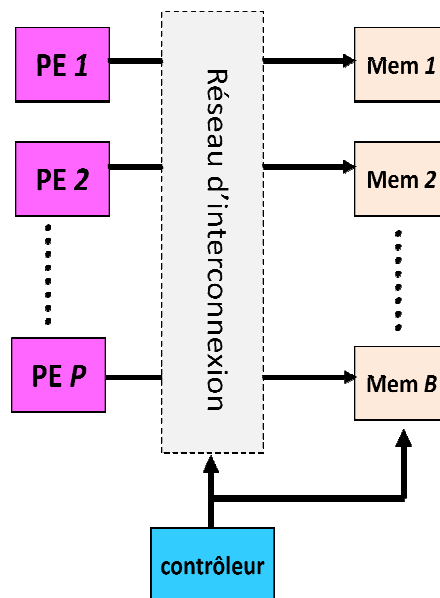 PE 1
PE 2
PE P
Réseau d'interconnexion
Mem 1
Mem 2
Mem B
contrôleur